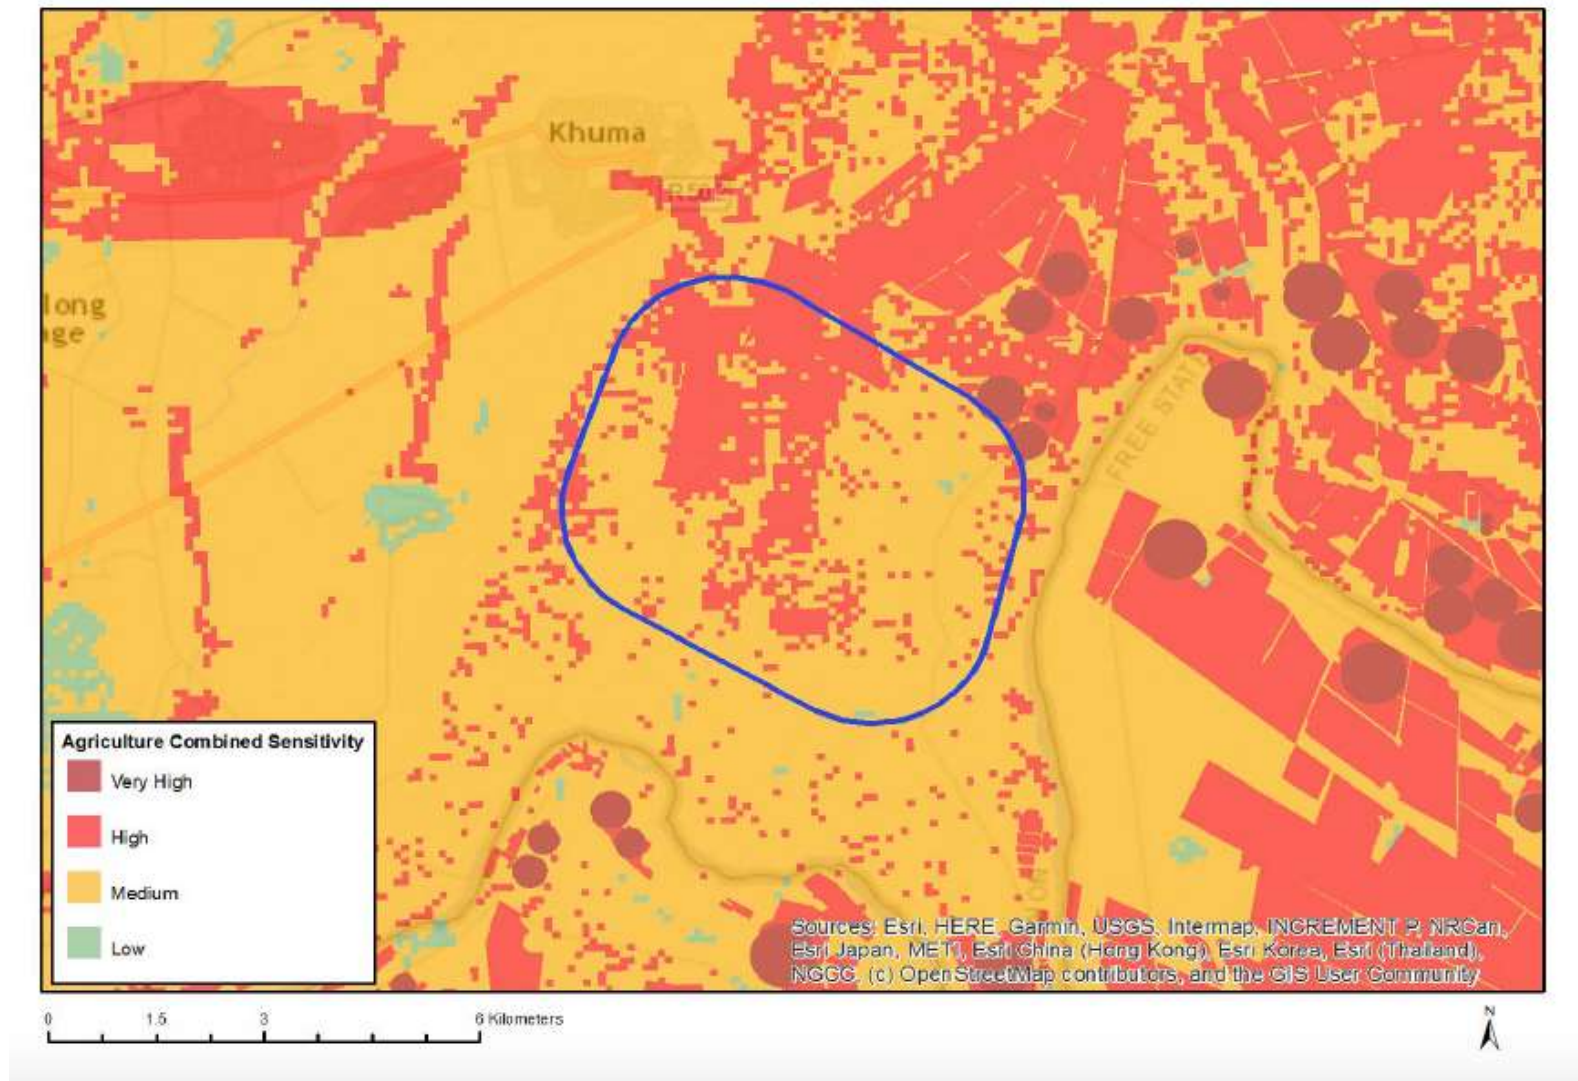 Khuma
R502
long
age
FREE STAT
Agriculture Combined Sensitivity
Very High
High
Medium
Low
Sources: Esri, HERE, Garmin, USGS, Intermap, INCREMENT P, NRCan,
Esri Japan, METI, Esri China (Hong Kong), Esri Korea, Esri (Thailand),
NGCC, (c) OpenStreetMap contributors, and the GIS User Community
0 1.5 3 6 Kilometers
N